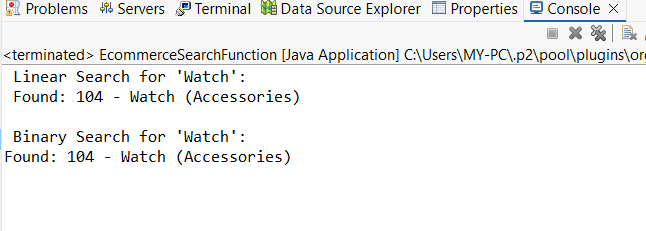 Problems Servers Terminal Data Source Explorer Properties Console
<terminated> EcommerceSearchFunction [Java Application] C:\Users\MY-PC\.p2\pool\plugins\or
Linear Search for 'Watch':
Found: 104 - Watch (Accessories)
Binary Search for 'Watch':
Found: 104 - Watch (Accessories)